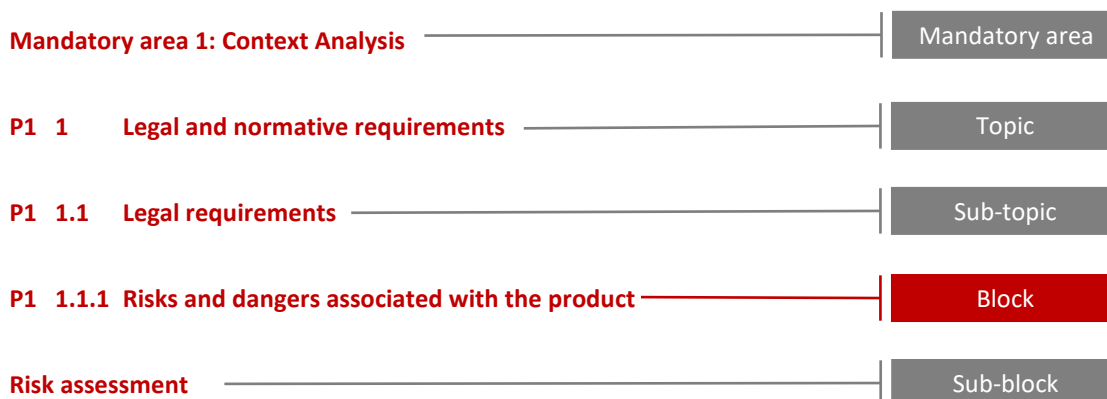 Mandatory area 1: Context Analysis Mandatory area
P1 1 Legal and normative requirements Topic
P1 1.1 Legal requirements Sub-topic
P1 1.1.1 Risks and dangers associated with the product Block
Risk assessment Sub-block